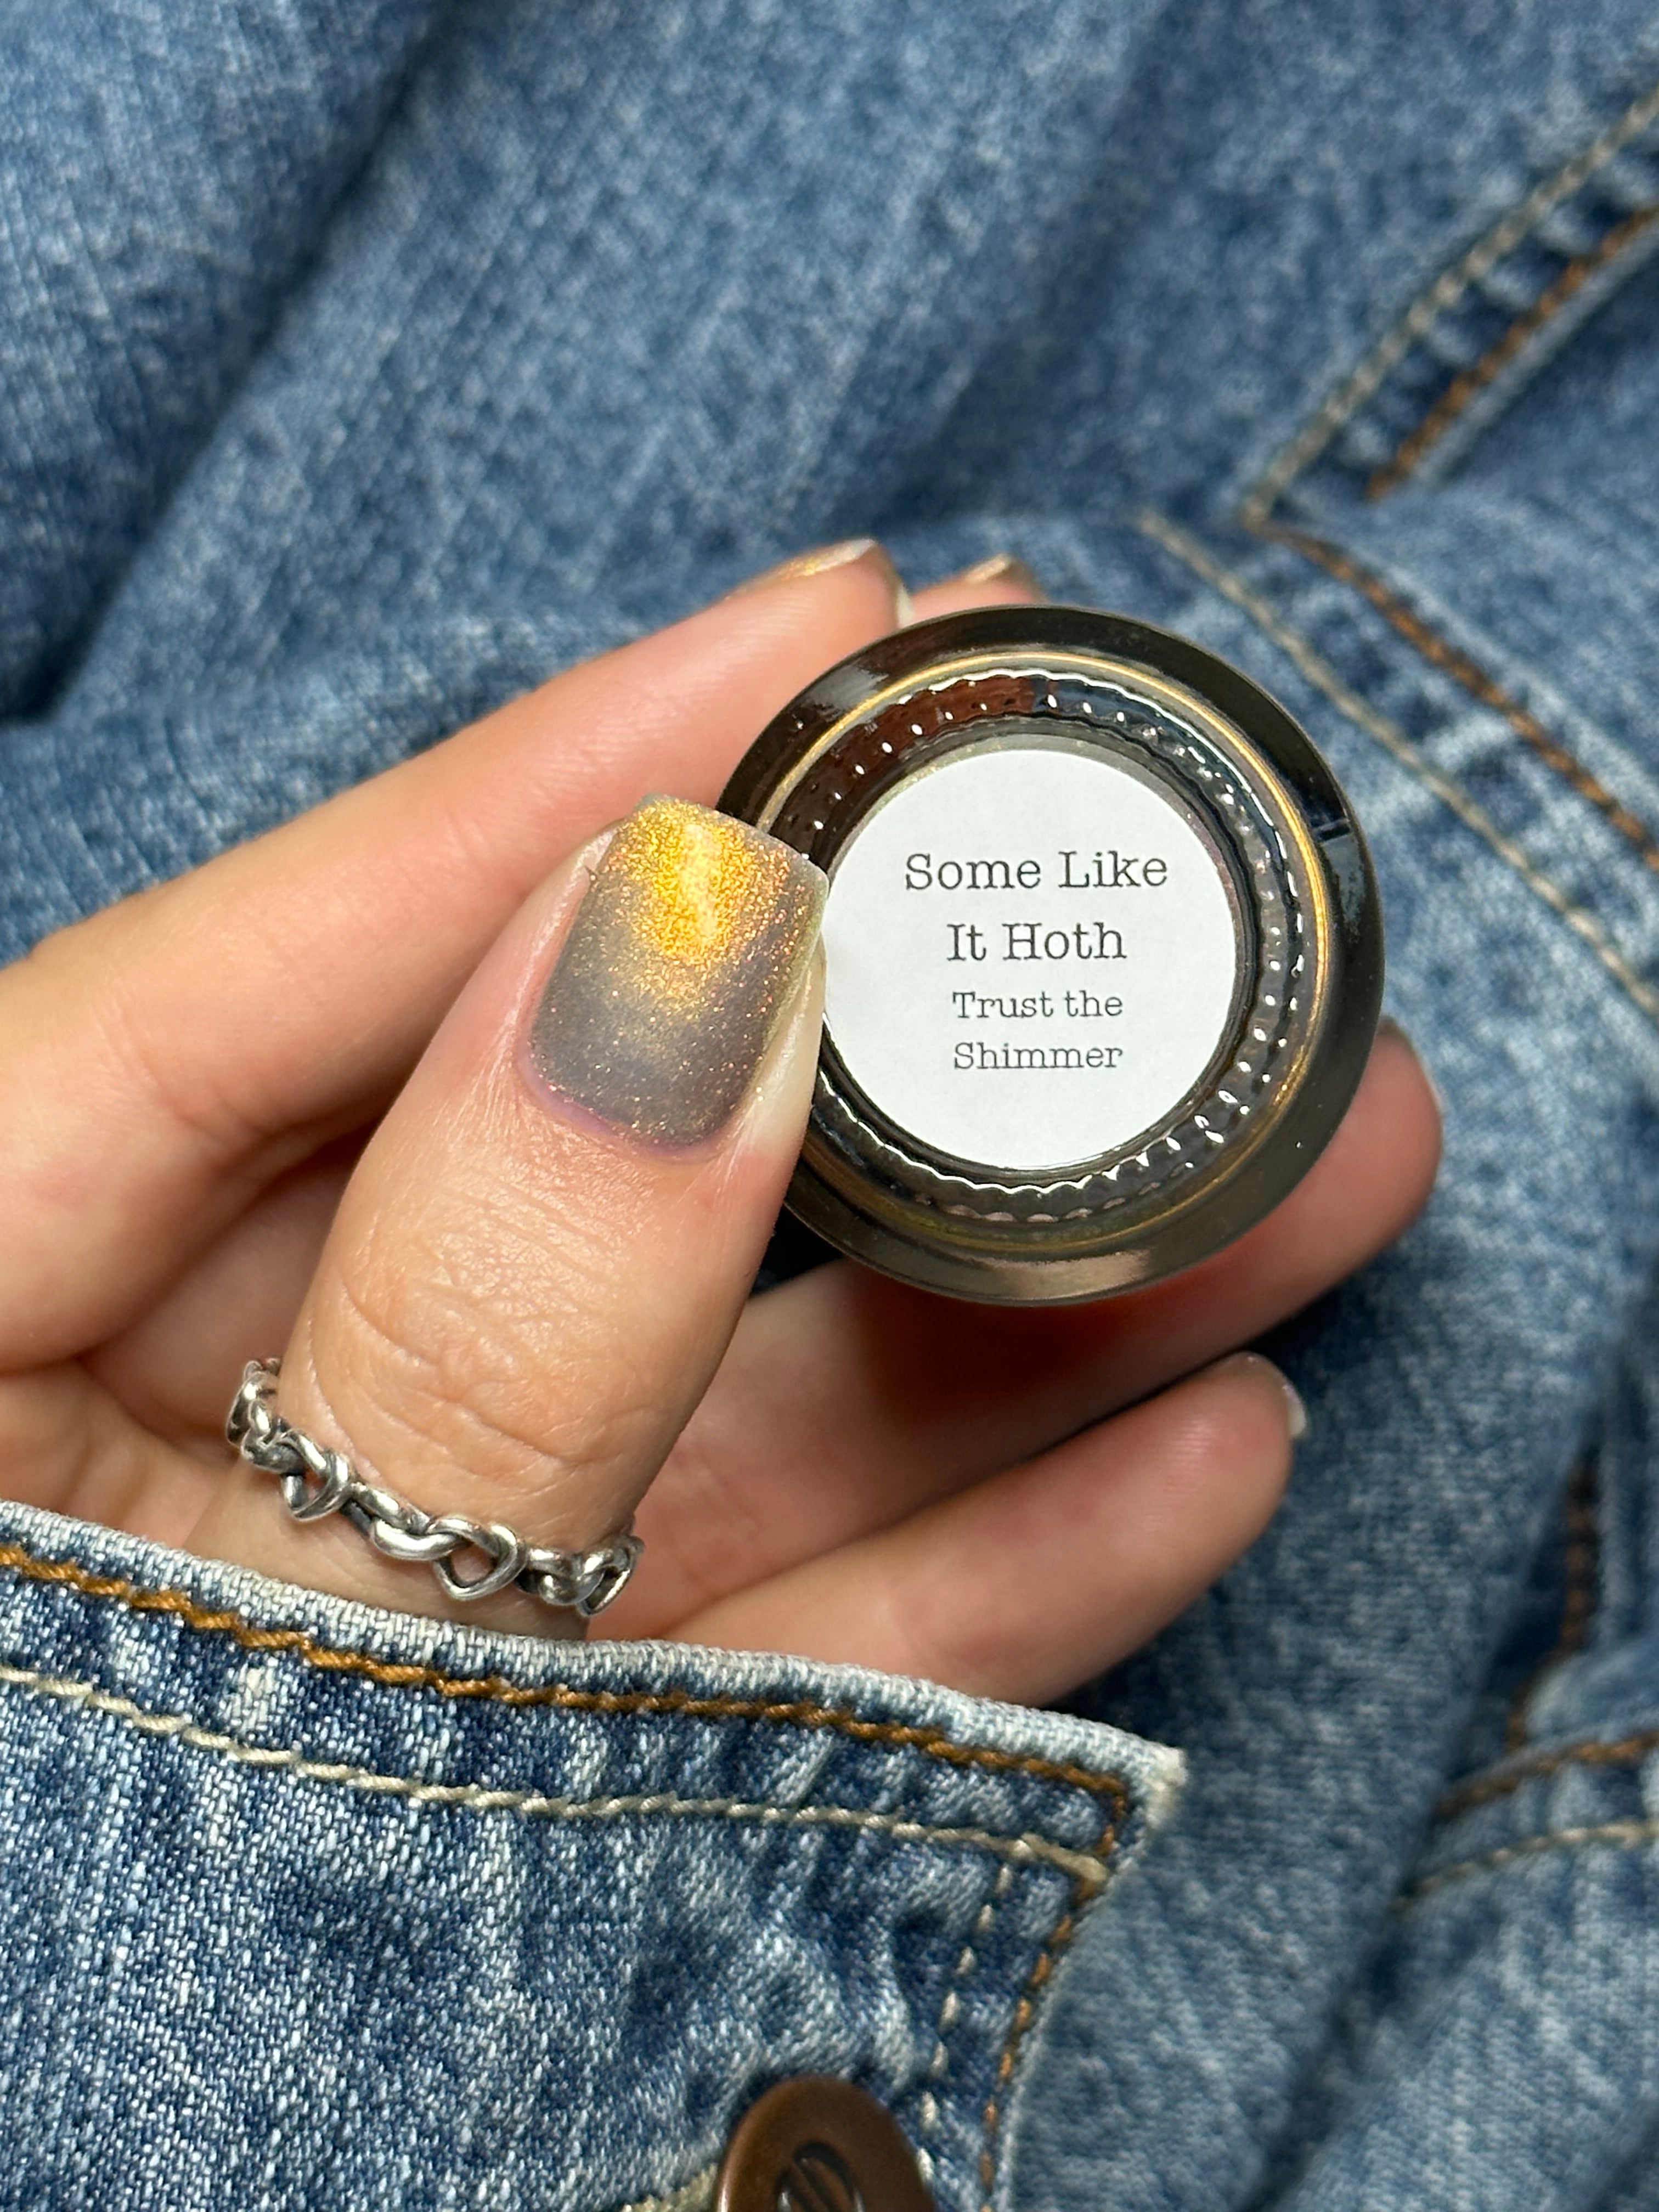 Some Like
It Hoth
Trust the
Shimmer